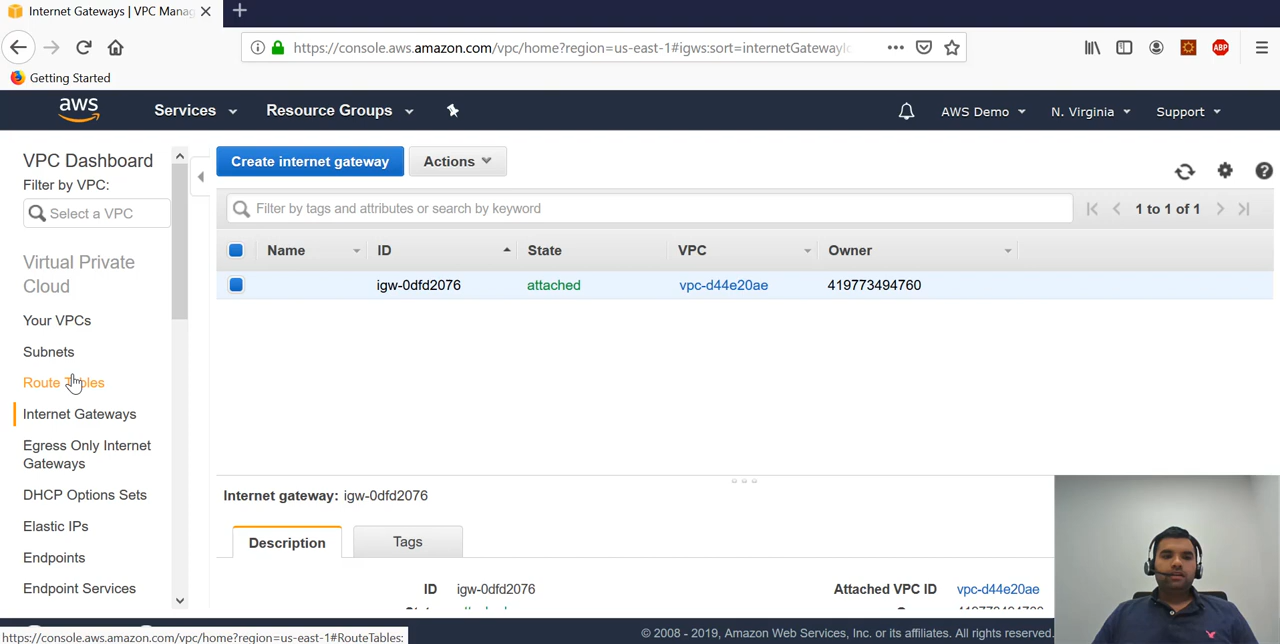 Internet Gateways | VPC Mana
https://console.aws.amazon.com/vpc/home?region=us-east-1#igws:sort=internetGatewayI
ABP
Getting Started
aws
Services
Resource Groups
AWS Demo
N. Virginia
Support
VPC Dashboard
Filter by VPC:
Select a VPC
Virtual Private
Cloud
Your VPCs
Subnets
Route Tables
Internet Gateways
Egress Only Internet
Gateways
DHCP Options Sets
Elastic IPs
Endpoints
Endpoint Services
Create internet gateway
Actions
Filter by tags and attributes or search by keyword
1 to 1 of 1
Name
ID
State
VPC
Owner
igw-0dfd2076
attached
vpc-d44e20ae
419773494760
Internet gateway: igw-0dfd2076
Description
Tags
ID igw-0dfd2076
Attached VPC ID vpc-d44e20ae
https://console.aws.amazon.com/vpc/home?region=us-east-1#RouteTables:
© 2008 - 2019, Amazon Web Services, Inc. or its affiliates. All rights reserved.